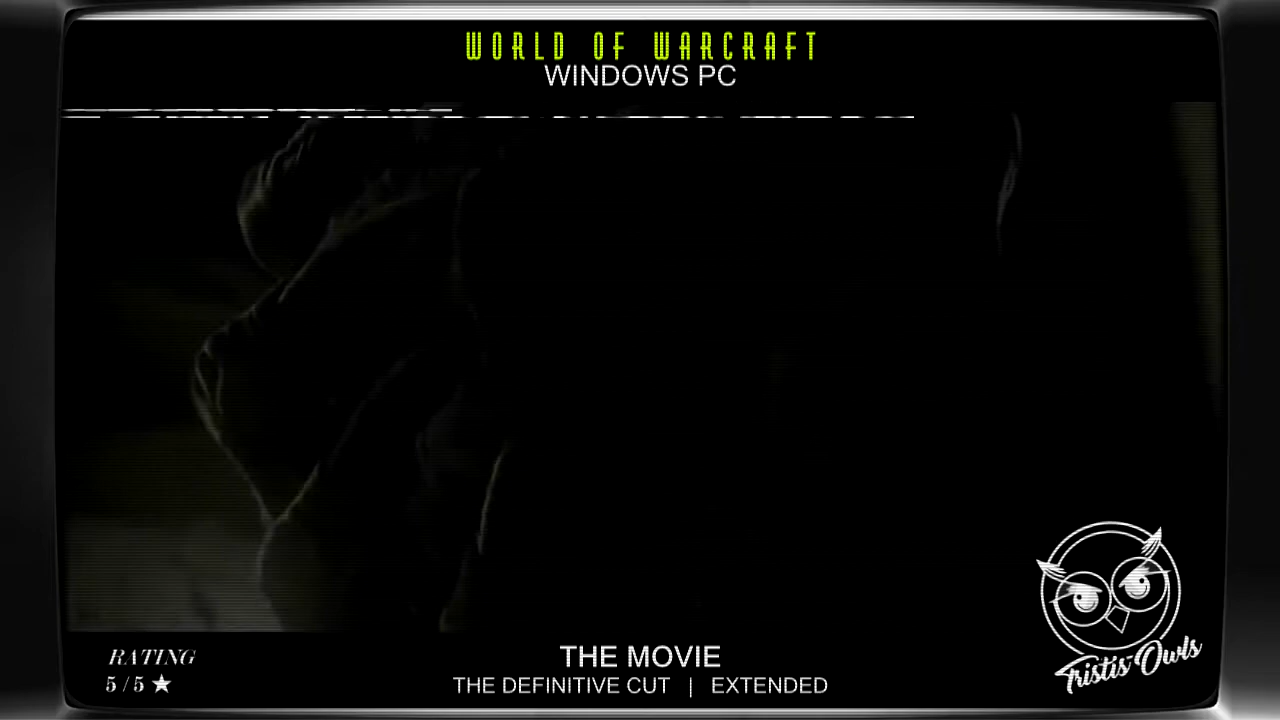 WORLD OF WARCRAFT
WINDOWS PC
RATING
5 / 5 ★
THE MOVIE
THE DEFINITIVE CUT | EXTENDED
Tristis Owls